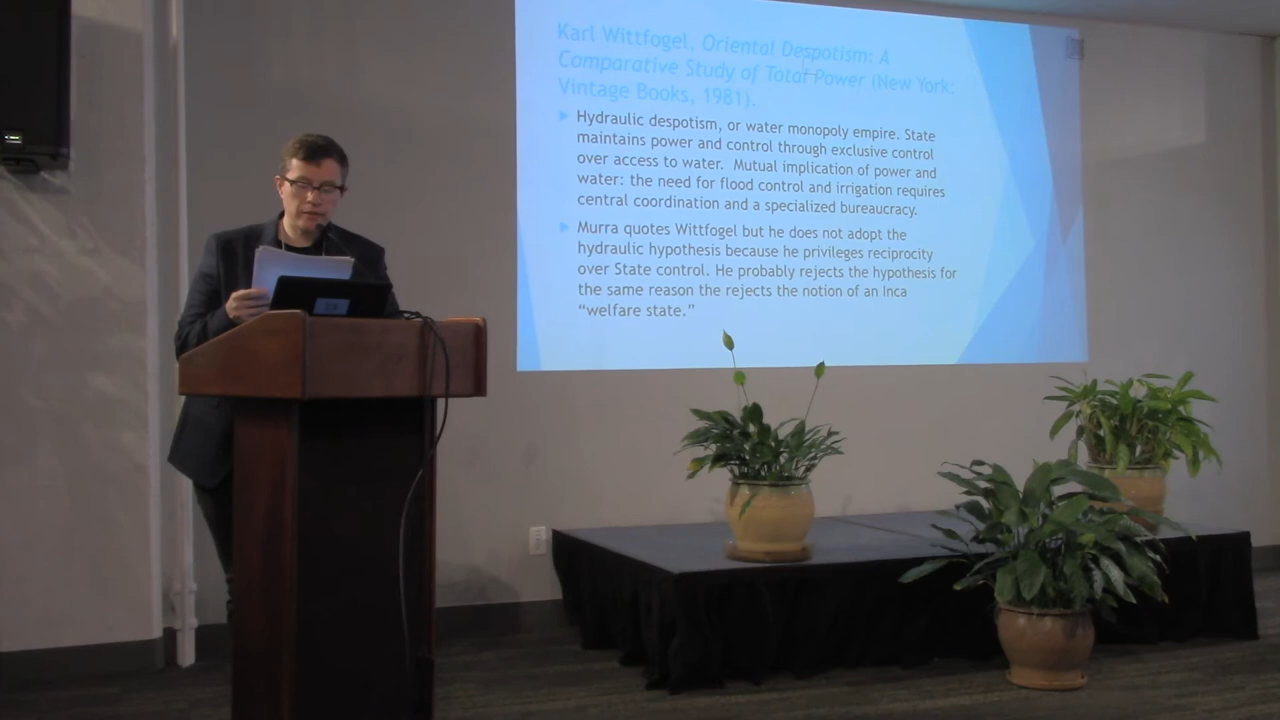 Karl Wittfogel, Oriental Despotism: A
Comparative Study of Total Power (New York:
Vintage Books, 1981).
Hydraulic despotism, or water monopoly empire. State
maintains power and control through exclusive control
over access to water. Mutual implication of power and
water: the need for flood control and irrigation requires
central coordination and a specialized bureaucracy.
Murra quotes Wittfogel but he does not adopt the
hydraulic hypothesis because he privileges reciprocity
over State control. He probably rejects the hypothesis for
the same reason the rejects the notion of an Inca
“welfare state.”